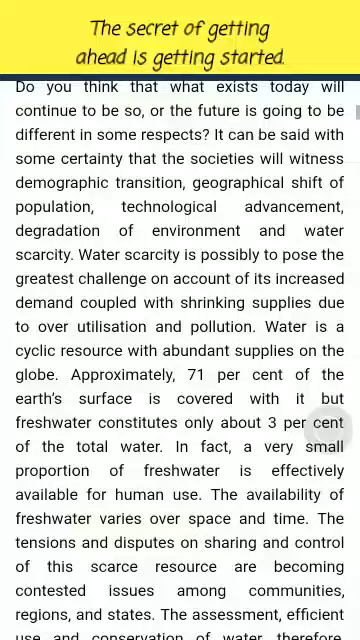 The secret of getting
ahead is getting started.
Do you think that what exists today will
continue to be so, or the future is going to be
different in some respects? It can be said with
some certainty that the societies will witness
demographic transition, geographical shift of
population, technological advancement,
degradation of environment and water
scarcity. Water scarcity is possibly to pose the
greatest challenge on account of its increased
demand coupled with shrinking supplies due
to over utilisation and pollution. Water is a
cyclic resource with abundant supplies on the
globe. Approximately, 71 per cent of the
earth's surface is covered with it but
freshwater constitutes only about 3 per cent
of the total water. In fact, a very small
proportion of freshwater is effectively
available for human use. The availability of
freshwater varies over space and time. The
tensions and disputes on sharing and control
of this scarce resource are becoming
contested issues among communities,
regions, and states. The assessment, efficient
use and conservation of water, therefore,